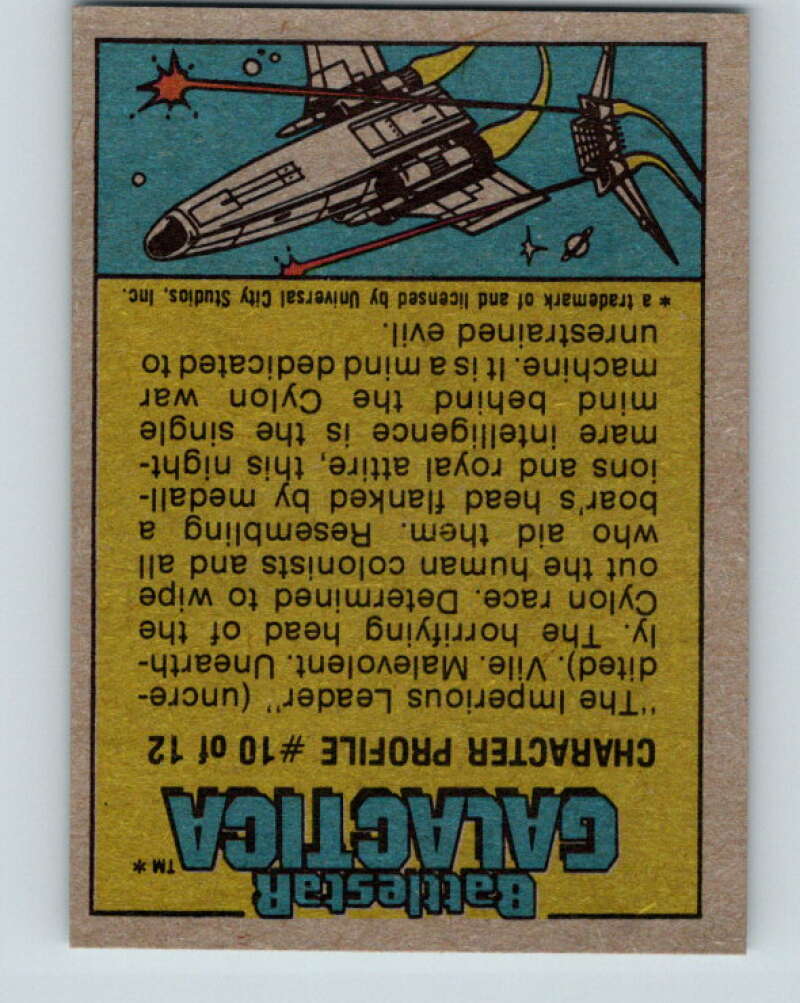 Battlestar
GALACTICA™*
CHARACTER PROFILE #10 of 12
"The Imperious Leader" (uncre-
dited). Vile. Malevolent. Unearth-
ly. The horrifying head of the
Cylon race. Determined to wipe
out the human colonists and all
who aid them. Resembling a
boar's head flanked by medall-
ions and royal attire, this night-
mare intelligence is the single
mind behind the Cylon war
machine. It is a mind dedicated to
unrestrained evil.
* a trademark of and licensed by Universal City Studios, Inc.